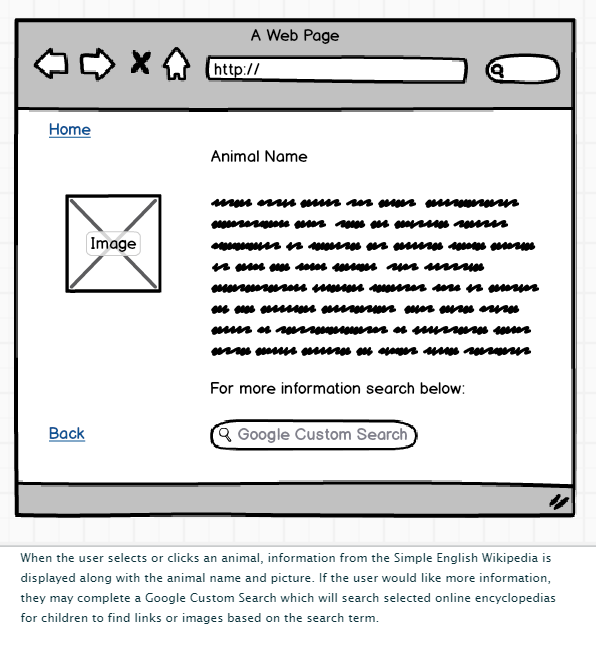 A Web Page
http://
Home
Animal Name
Image
For more information search below:
Back
Google Custom Search
When the user selects or clicks an animal, information from the Simple English Wikipedia is
displayed along with the animal name and picture. If the user would like more information,
they may complete a Google Custom Search which will search selected online encyclopedias
for children to find links or images based on the search term.